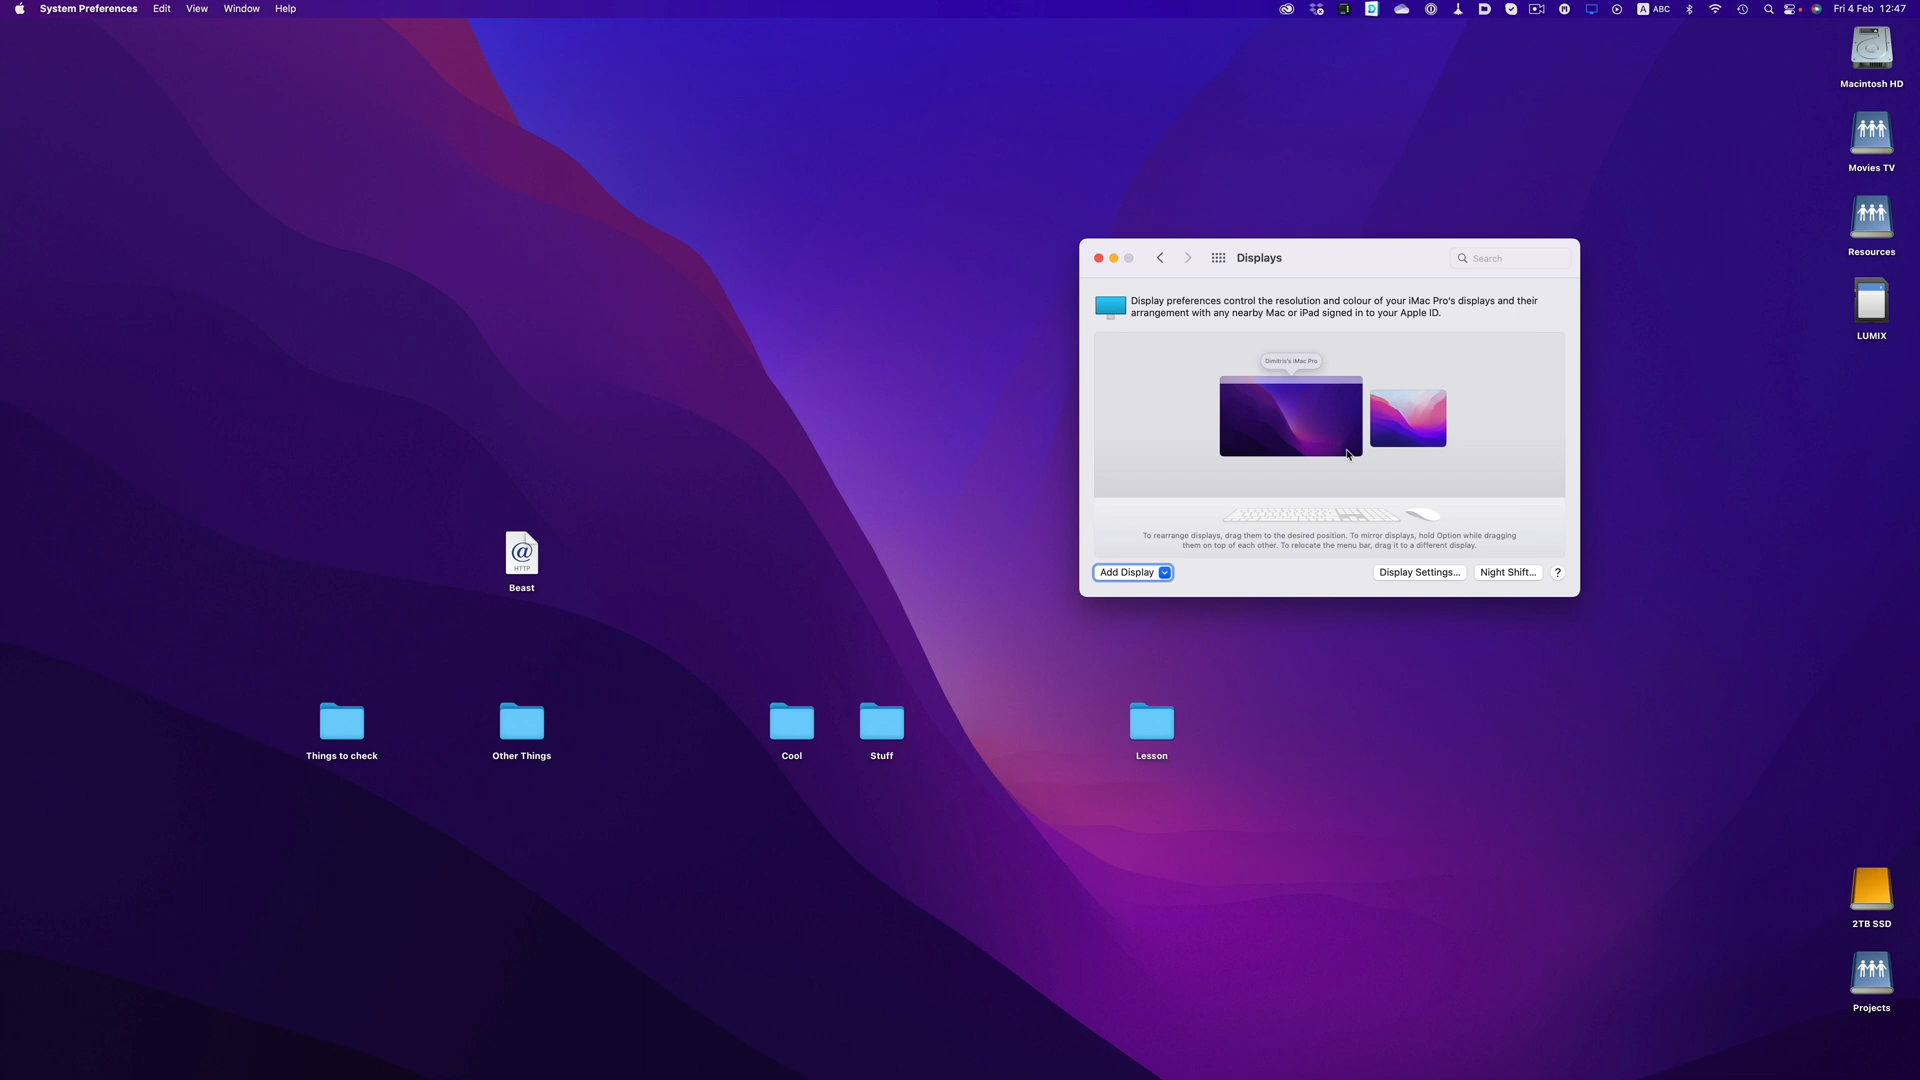 System Preferences Edit View Window Help
A ABC Fri 4 Feb 12:47
Macintosh HD
Movies TV
Resources
LUMIX
Displays
Search
Display preferences control the resolution and colour of your iMac Pro's displays and their
arrangement with any nearby Mac or iPad signed in to your Apple ID.
Dimitris's iMac Pro
To rearrange displays, drag them to the desired position. To mirror displays, hold Option while dragging
them on top of each other. To relocate the menu bar, drag it to a different display.
Add Display
Display Settings...
Night Shift...
?
@
HTTP
Beast
Things to check
Other Things
Cool
Stuff
Lesson
2TB SSD
Projects